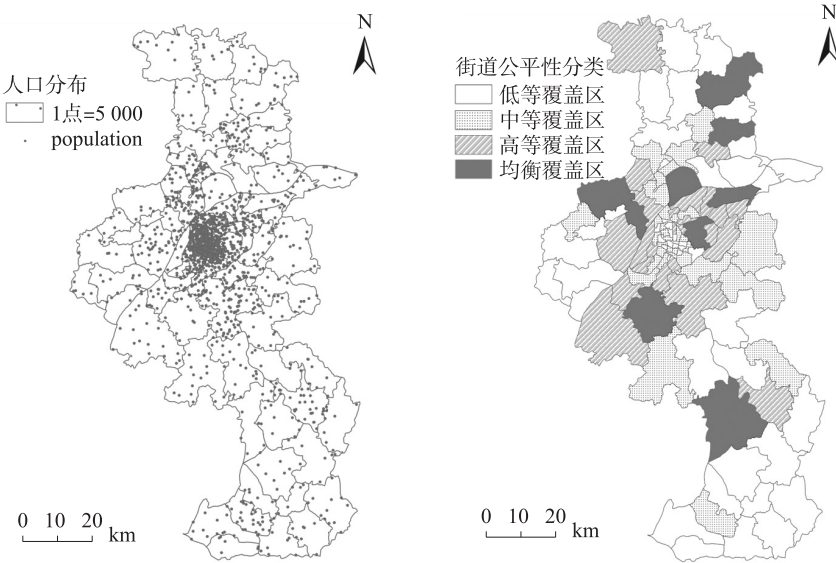 N
人口分布
1点=5 000
population
0 10 20
km
N
街道公平性分类
低等覆盖区
中等覆盖区
高等覆盖区
均衡覆盖区
0 10 20
km